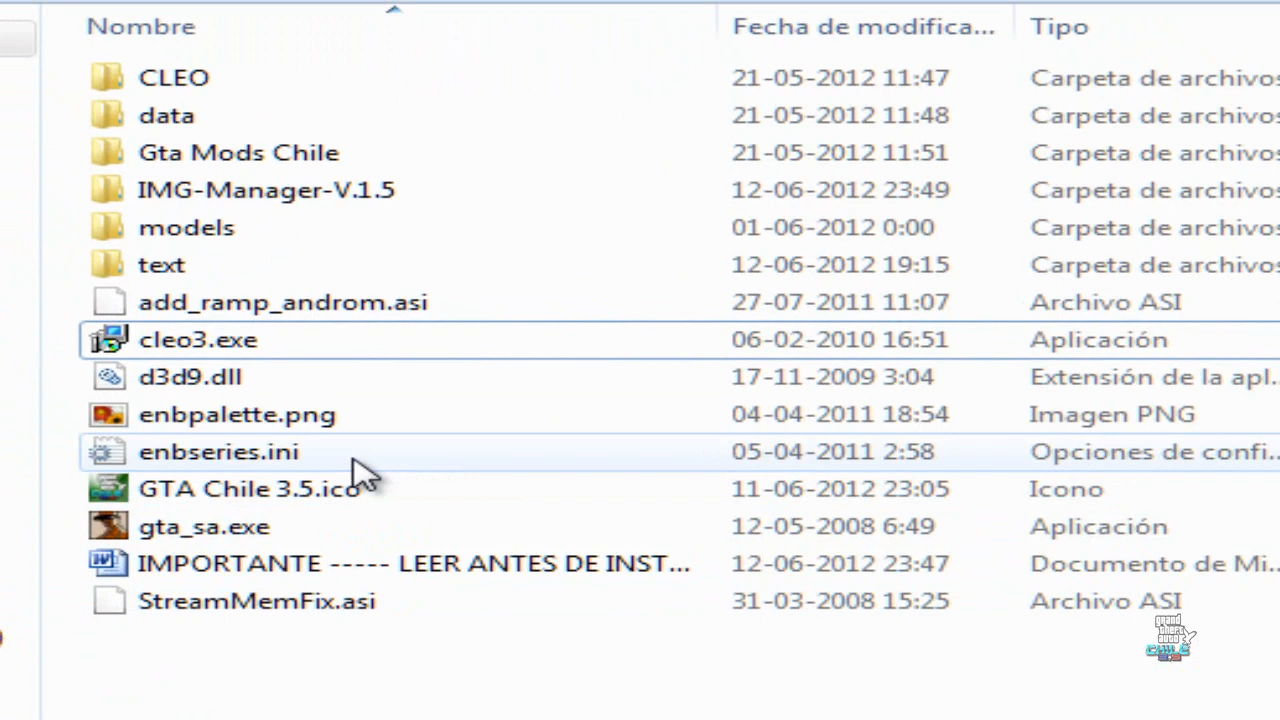 Nombre Fecha de modifica... Tipo
CLEO 21-05-2012 11:47 Carpeta de archivos
data 21-05-2012 11:48 Carpeta de archivos
Gta Mods Chile 21-05-2012 11:51 Carpeta de archivos
IMG-Manager-V.1.5 12-06-2012 23:49 Carpeta de archivos
models 01-06-2012 0:00 Carpeta de archivos
text 12-06-2012 19:15 Carpeta de archivos
add_ramp_androm.asi 27-07-2011 11:07 Archivo ASI
cleo3.exe 06-02-2010 16:51 Aplicación
d3d9.dll 17-11-2009 3:04 Extensión de la apl...
enbpalette.png 04-04-2011 18:54 Imagen PNG
enbseries.ini 05-04-2011 2:58 Opciones de confi...
GTA Chile 3.5.ico 11-06-2012 23:05 Icono
gta_sa.exe 12-05-2008 6:49 Aplicación
IMPORTANTE ----- LEER ANTES DE INST... 12-06-2012 23:47 Documento de Mi...
StreamMemFix.asi 31-03-2008 15:25 Archivo ASI
grand
theft
auto
CHILE